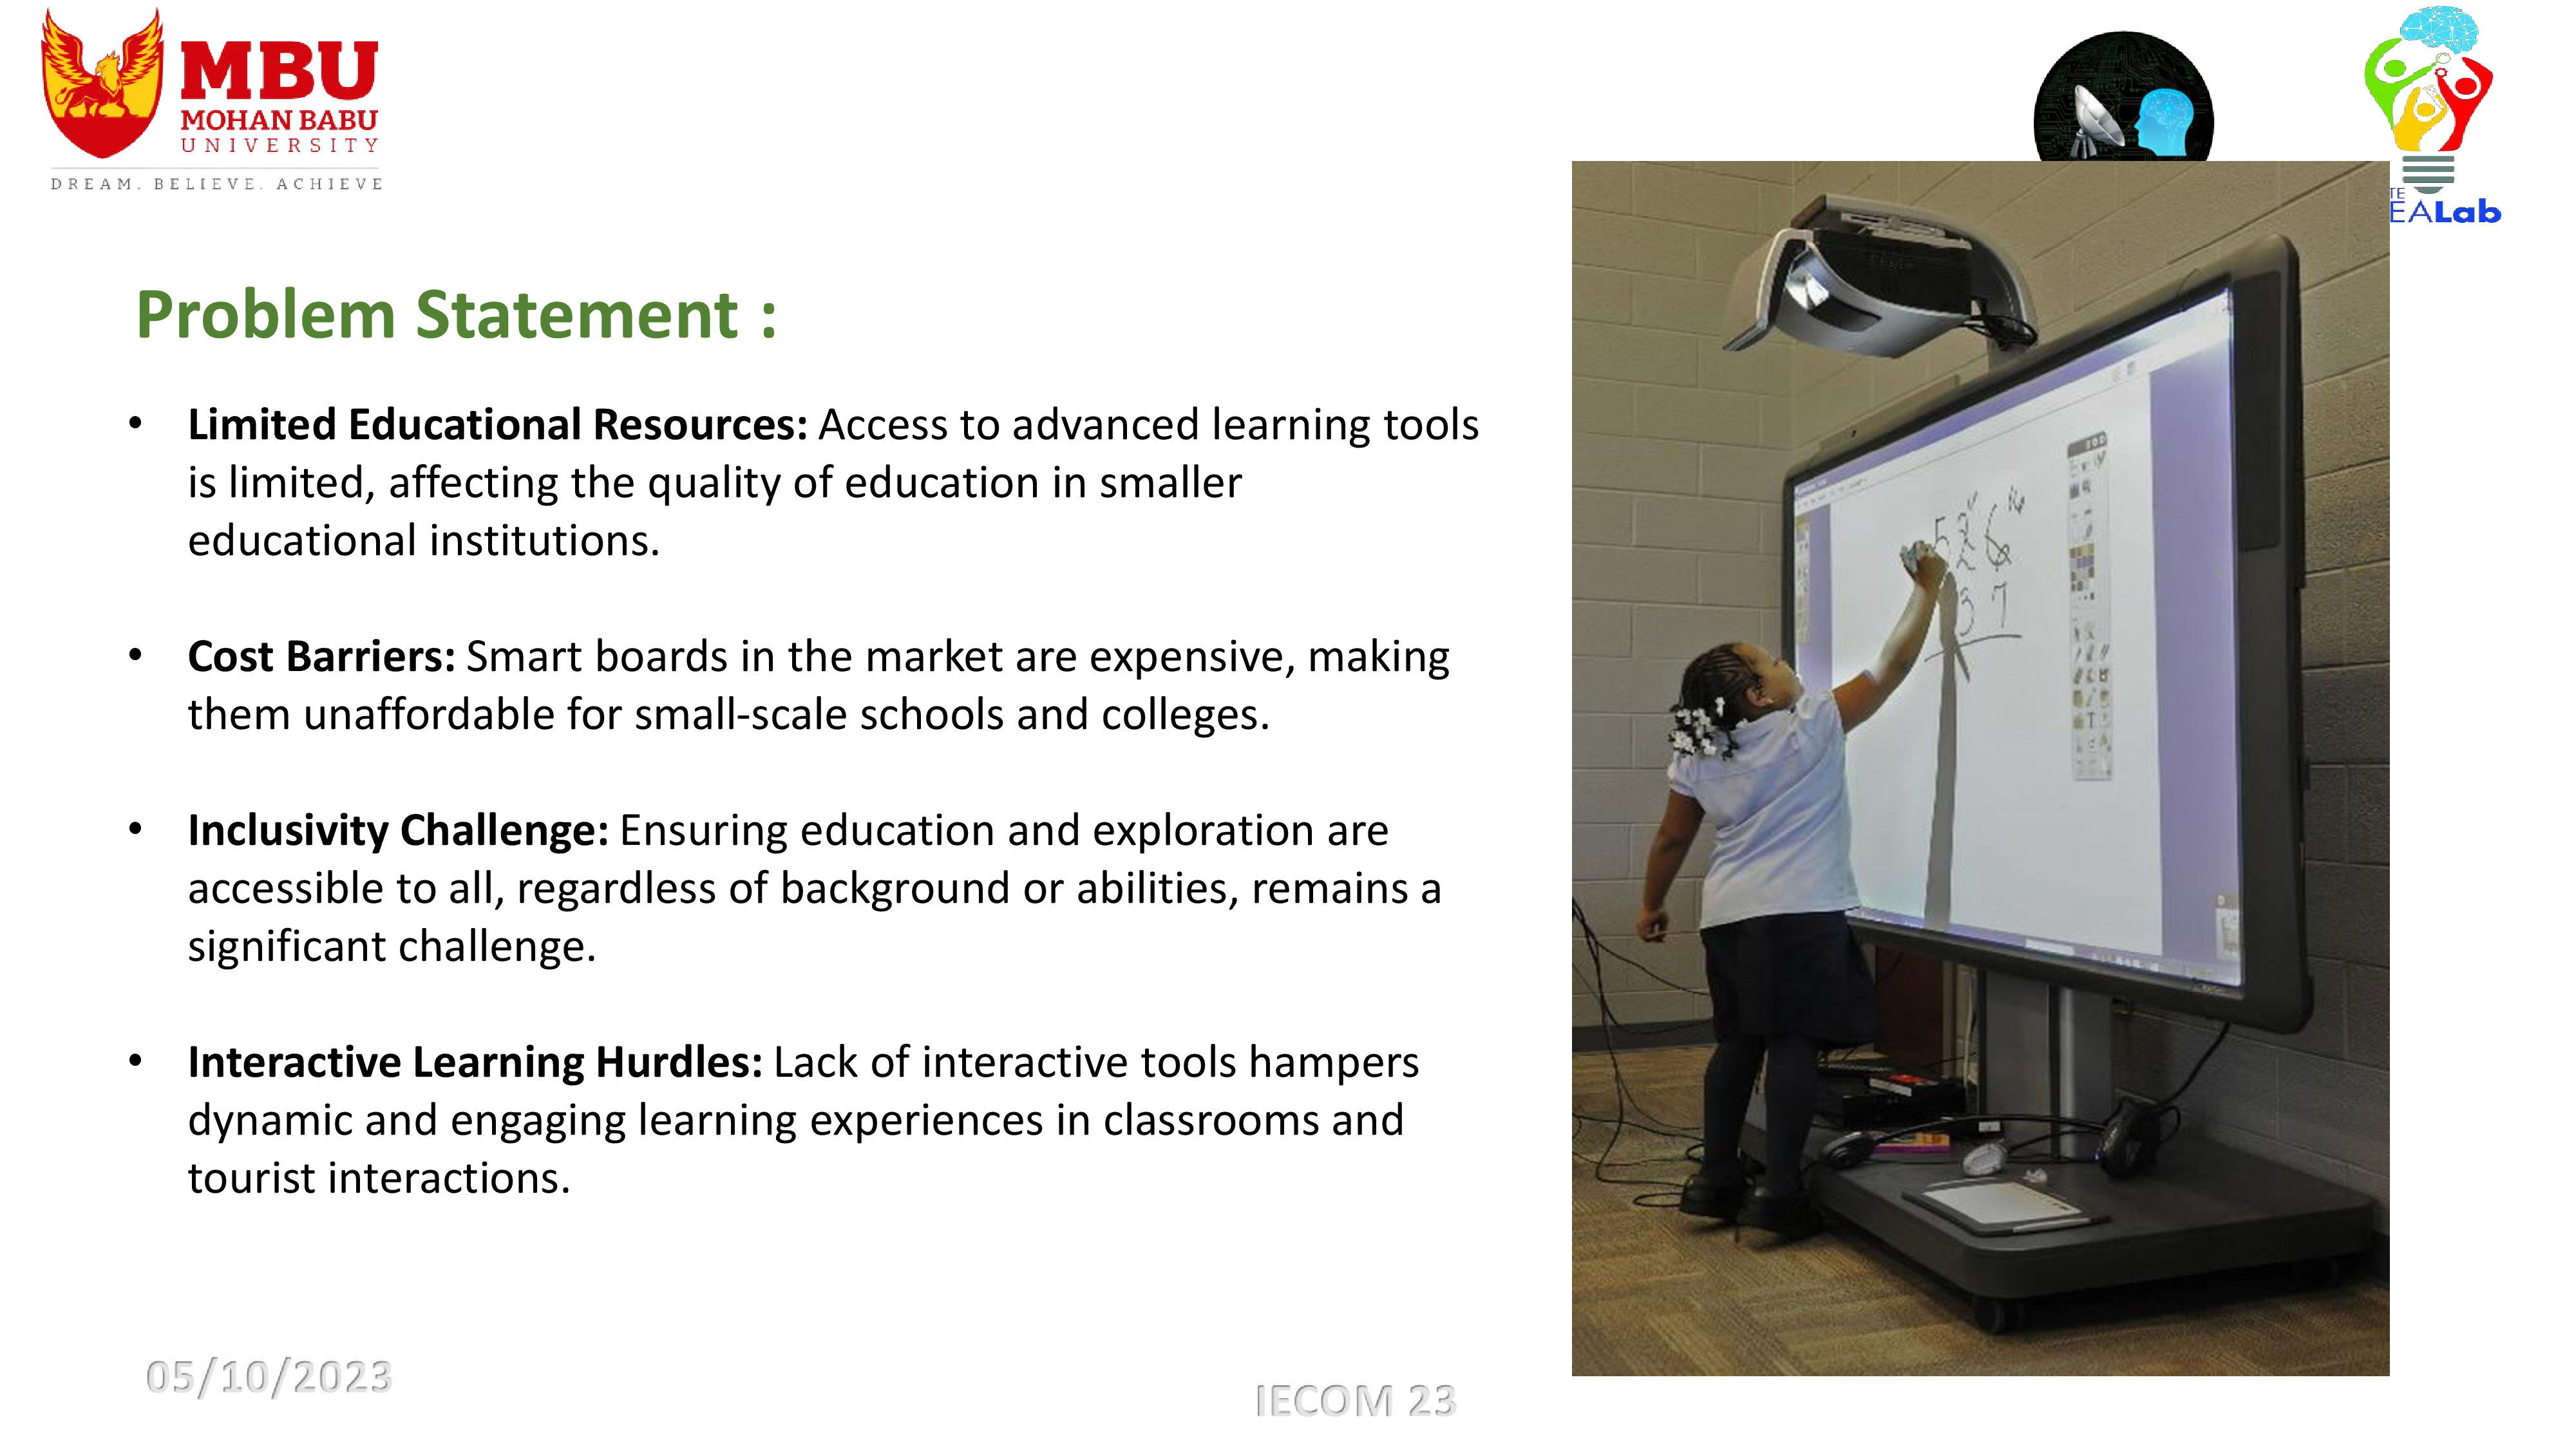 MBU
MOHAN BABU
UNIVERSITY
DREAM. BELIEVE. ACHIEVE
TE
EALab
Problem Statement :
• Limited Educational Resources: Access to advanced learning tools
is limited, affecting the quality of education in smaller
educational institutions.
• Cost Barriers: Smart boards in the market are expensive, making
them unaffordable for small-scale schools and colleges.
• Inclusivity Challenge: Ensuring education and exploration are
accessible to all, regardless of background or abilities, remains a
significant challenge.
• Interactive Learning Hurdles: Lack of interactive tools hampers
dynamic and engaging learning experiences in classrooms and
tourist interactions.
37
05/10/2023
IECOM 23